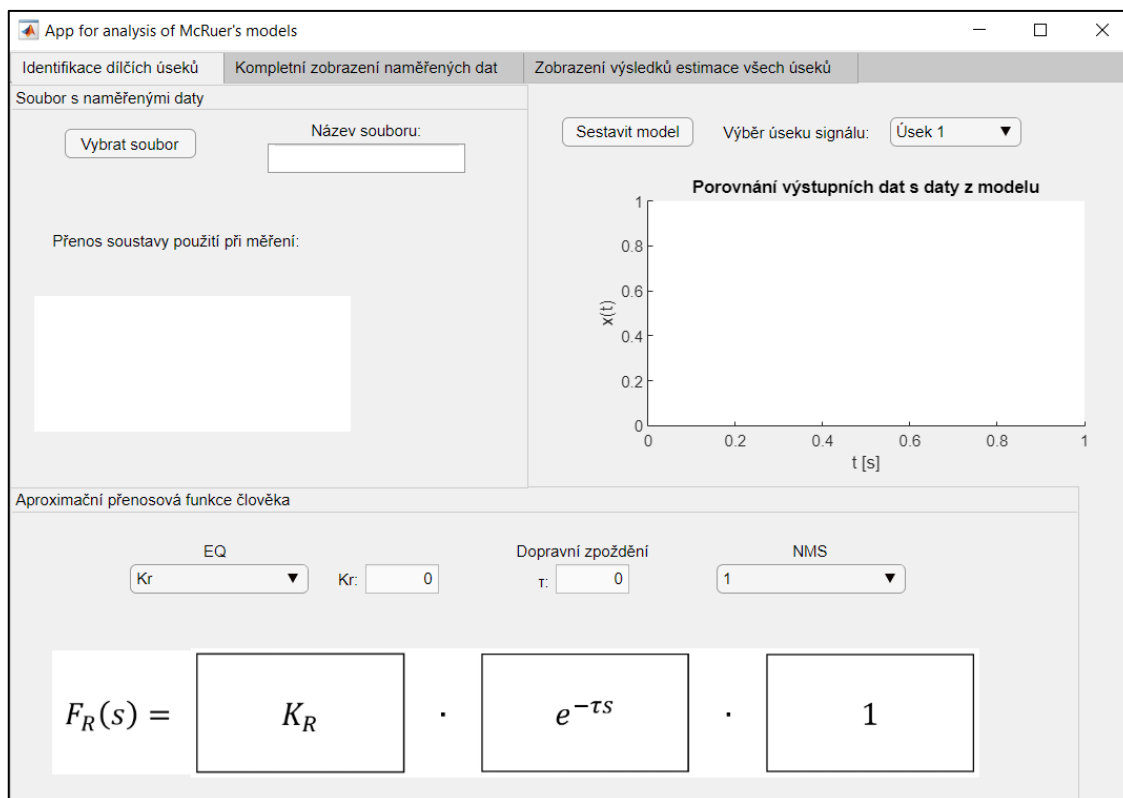 App for analysis of McRuer's models
Identifikace dílčích úseků Kompletní zobrazení naměřených dat Zobrazení výsledků estimace všech úseků
Soubor s naměřenými daty
Vybrat soubor
Název souboru:
Přenos soustavy použití při měření:
Sestavit model Výběr úseku signálu: Úsek 1
Porovnání výstupních dat s daty z modelu
1
0.8
0.6
0.4
0.2
0
x(t)
0 0.2 0.4 0.6 0.8 1
t [s]
Aproximační přenosová funkce člověka
EQ Dopravní zpoždění NMS
Kr Kr: 0 τ: 0 1
F_R(s) = K_R · e^{-τs} · 1